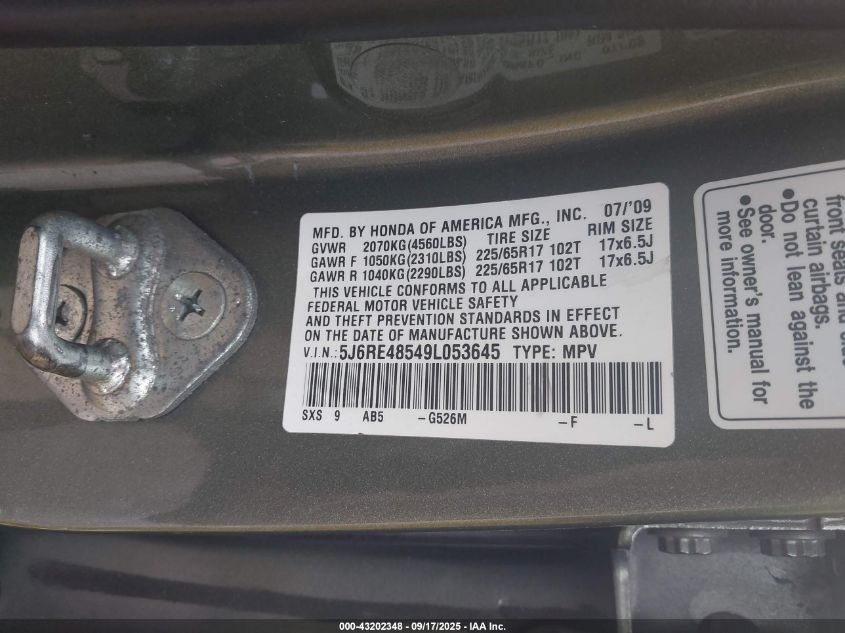 MFD. BY HONDA OF AMERICA MFG., INC. 07/'09
GVWR 2070KG(4560LBS) TIRE SIZE RIM SIZE
GAWR F 1050KG(2310LBS) 225/65R17 102T 17x6.5J
GAWR R 1040KG(2290LBS) 225/65R17 102T 17x6.5J
THIS VEHICLE CONFORMS TO ALL APPLICABLE
FEDERAL MOTOR VEHICLE SAFETY
AND THEFT PREVENTION STANDARDS IN EFFECT
ON THE DATE OF MANUFACTURE SHOWN ABOVE.
V.I.N.: 5J6RE48549L053645 TYPE: MPV
SXS 9 AB5 -G526M -F -L
front seats and side
curtain airbags.
•Do not lean against the
door.
•See owner's manual for
more information.
000-43202348 - 09/17/2025 - IAA Inc.